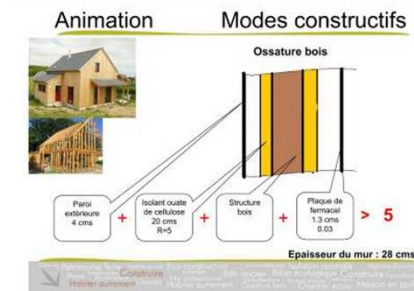 Animation
Modes constructifs
Ossature bois
Paroi
extérieure
4 cms
+
Isolant ouate
de cellulose
20 cms
R=5
+
Structure
bois
+
Plaque de
fermacel
1.3 cms
0.03
> 5
Epaisseur du mur : 28 cms
Construire
Habiter autrement